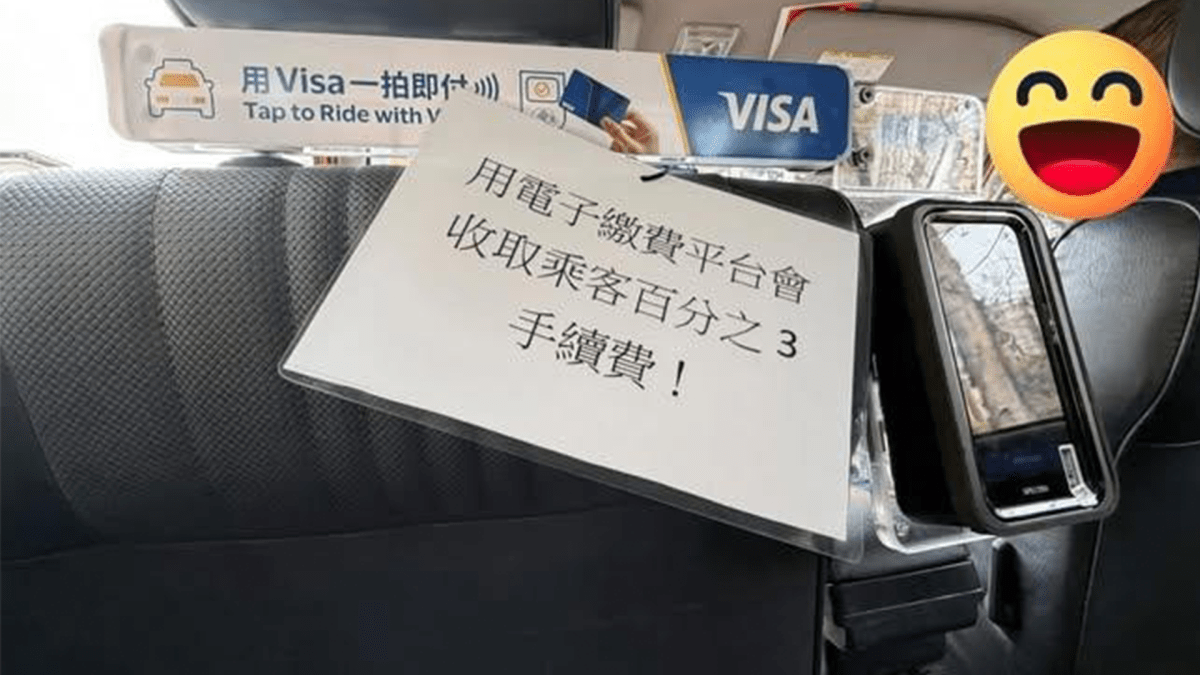 用 Visa 一拍即付
Tap to Ride with
VISA
用電子繳費平台會
收取乘客百分之 3
手續費！